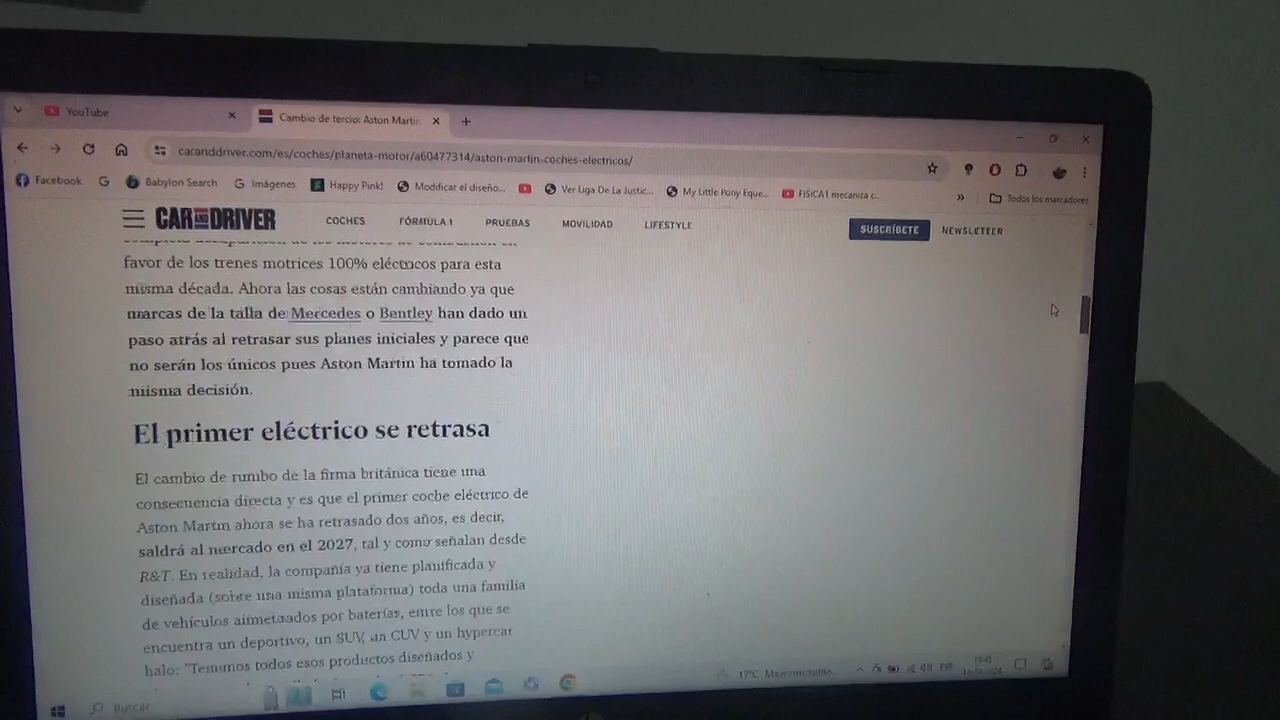 YouTube
Cambio de tercio: Aston Martin
caranddriver.com/es/coches/planeta-motor/a60477314/aston-martin-coches-electricos/
Facebook
Babylon Search
Imágenes
Happy Pink!
Modificar el diseño...
Ver Liga De La Justic...
My Little Pony Eque...
FISICA1 mecanica c...
Todos los marcadores
CAR AND DRIVER
COCHES
FÓRMULA 1
PRUEBAS
MOVILIDAD
LIFESTYLE
SUSCRÍBETE
NEWSLETTER
favor de los trenes motrices 100% eléctricos para esta
misma década. Ahora las cosas están cambiando ya que
marcas de la talla de Mercedes o Bentley han dado un
paso atrás al retrasar sus planes iniciales y parece que
no serán los únicos pues Aston Martin ha tomado la
misma decisión.
El primer eléctrico se retrasa
El cambio de rumbo de la firma británica tiene una
consecuencia directa y es que el primer coche eléctrico de
Aston Martin ahora se ha retrasado dos años, es decir,
saldrá al mercado en el 2027, tal y como señalan desde
R&T. En realidad, la compañía ya tiene planificada y
diseñada (sobre una misma plataforma) toda una familia
de vehículos alimentados por baterías, entre los que se
encuentra un deportivo, un SUV, un CUV y un hypercar
halo: "Tenemos todos esos productos diseñados y
Buscar
17°C
ESP